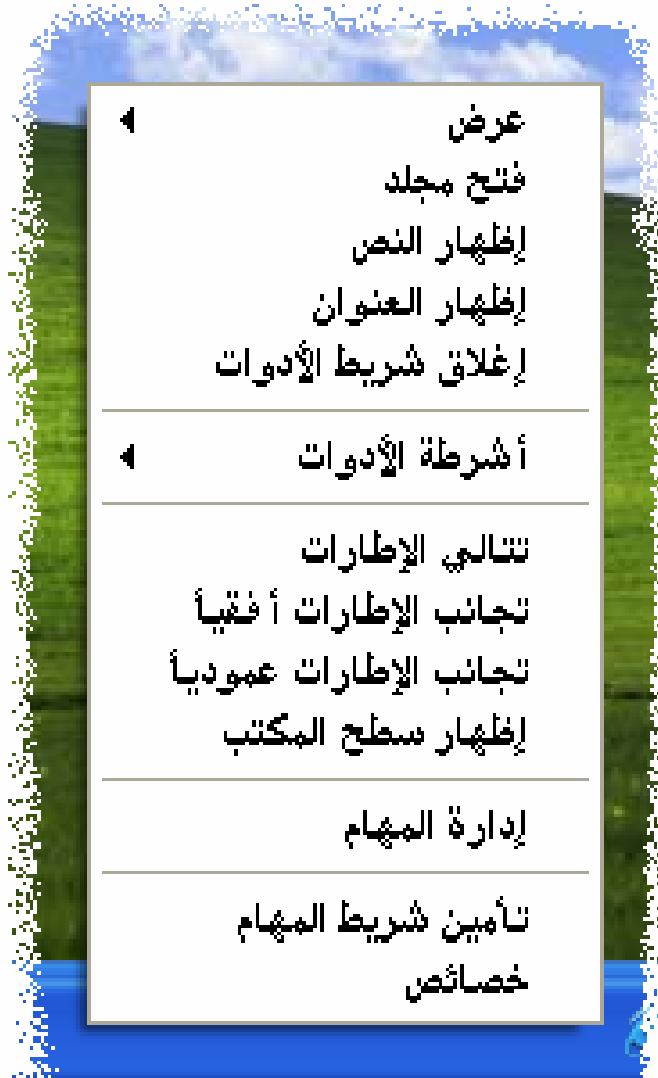 عرض
فتح مجلد
إظهار النص
إظهار العنوان
إغلاق شريط الأدوات
أشرطة الأدوات
تتالي الإطارات
تجانب الإطارات أفقياً
تجانب الإطارات عمودياً
إظهار سطح المكتب
إدارة المهام
تأمين شريط المهام
خصائص